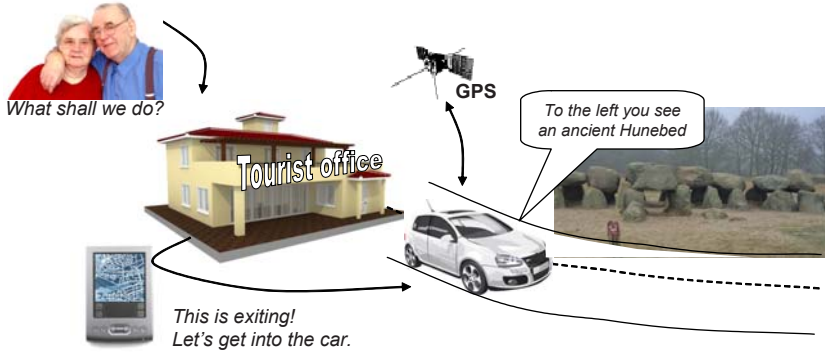 What shall we do?
Tourist office
GPS
To the left you see
an ancient Hunebed
This is exiting!
Let's get into the car.